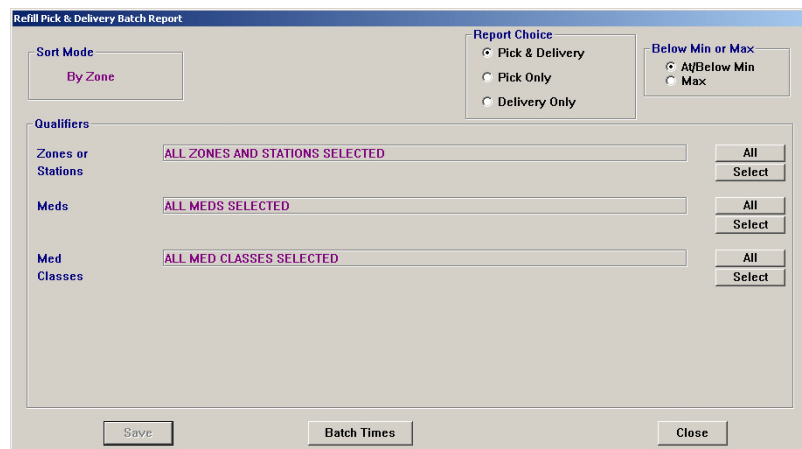 Refill Pick & Delivery Batch Report
Sort Mode
By Zone
Report Choice
Pick & Delivery
Pick Only
Delivery Only
Below Min or Max
At/Below Min
Max
Qualifiers
Zones or
Stations
ALL ZONES AND STATIONS SELECTED
All
Select
Meds
ALL MEDS SELECTED
All
Select
Med
Classes
ALL MED CLASSES SELECTED
All
Select
Save
Batch Times
Close